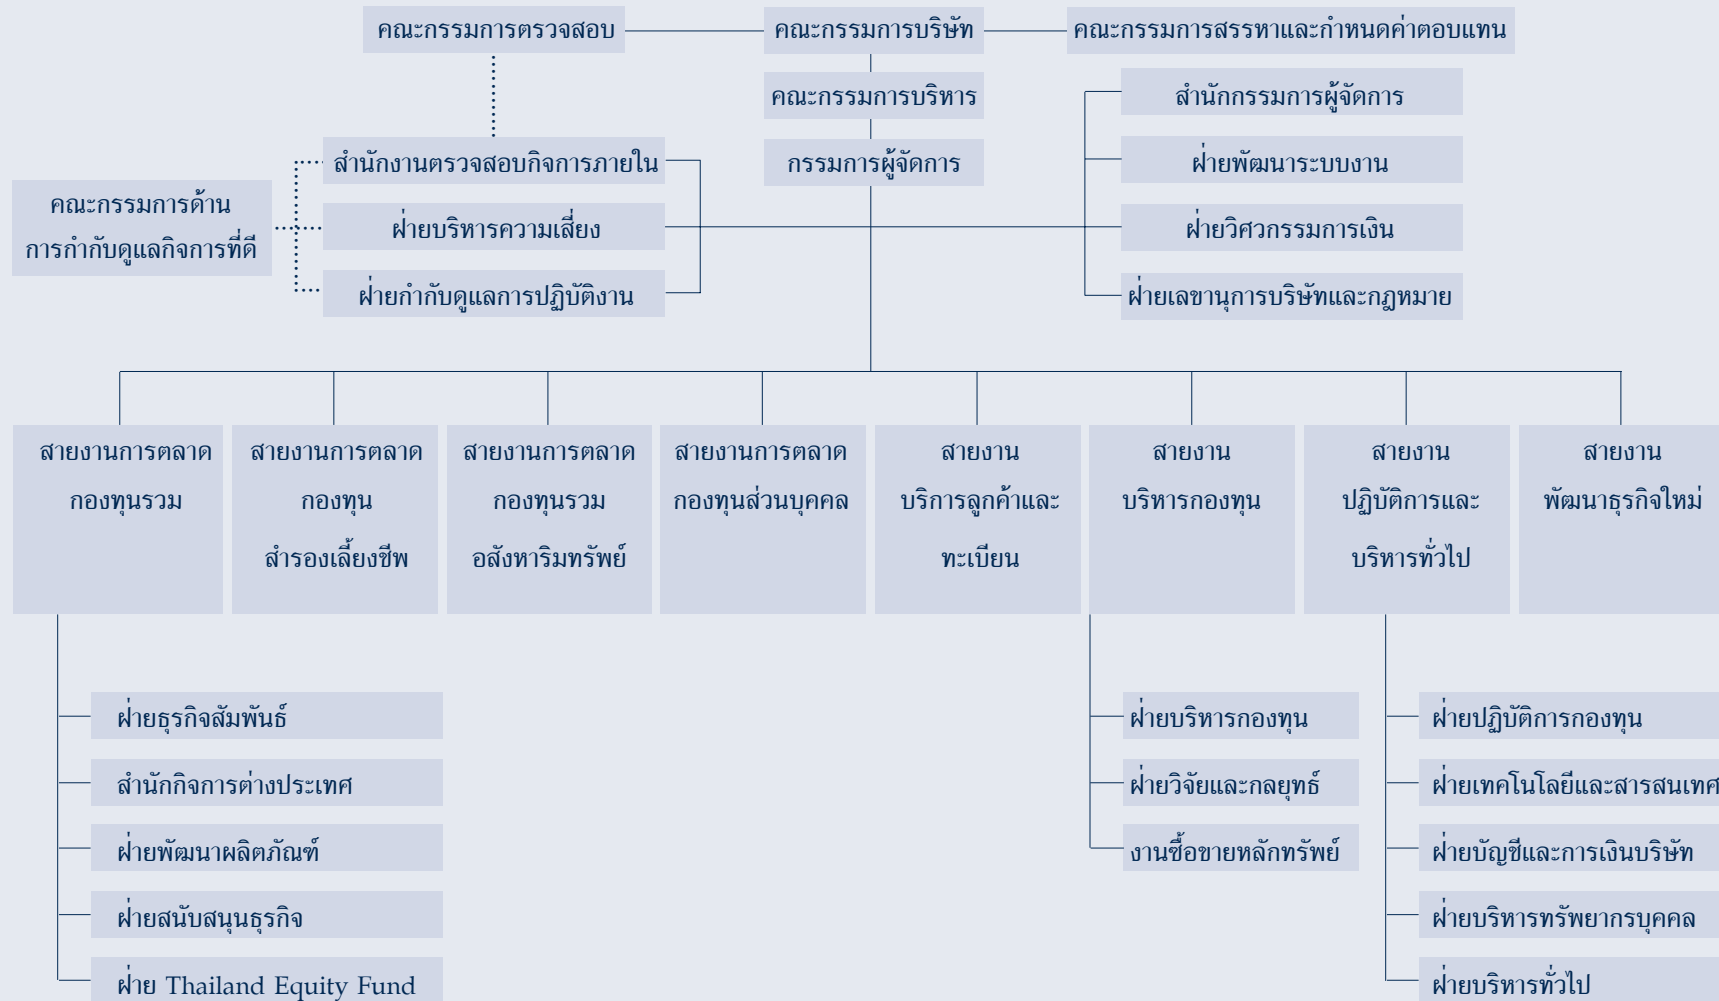 คณะกรรมการตรวจสอบ
คณะกรรมการบริษัท
คณะกรรมการสรรหาและกำหนดค่าตอบแทน
คณะกรรมการบริหาร
สำนักกรรมการผู้จัดการ
สำนักงานตรวจสอบกิจการภายใน
กรรมการผู้จัดการ
ฝ่ายพัฒนาระบบงาน
คณะกรรมการด้าน
การกำกับดูแลกิจการที่ดี
ฝ่ายบริหารความเสี่ยง
ฝ่ายวิศวกรรมการเงิน
ฝ่ายกำกับดูแลการปฏิบัติงาน
ฝ่ายเลขานุการบริษัทและกฎหมาย
สายงานการตลาด
กองทุนรวม
สายงานการตลาด
กองทุน
สำรองเลี้ยงชีพ
สายงานการตลาด
กองทุนรวม
อสังหาริมทรัพย์
สายงานการตลาด
กองทุนส่วนบุคคล
สายงาน
บริการลูกค้าและ
ทะเบียน
สายงาน
บริหารกองทุน
สายงาน
ปฏิบัติการและ
บริหารทั่วไป
สายงาน
พัฒนาธุรกิจใหม่
ฝ่ายธุรกิจสัมพันธ์
สำนักกิจการต่างประเทศ
ฝ่ายพัฒนาผลิตภัณฑ์
ฝ่ายสนับสนุนธุรกิจ
ฝ่าย Thailand Equity Fund
ฝ่ายบริหารกองทุน
ฝ่ายวิจัยและกลยุทธ์
งานซื้อขายหลักทรัพย์
ฝ่ายปฏิบัติการกองทุน
ฝ่ายเทคโนโลยีและสารสนเทศ
ฝ่ายบัญชีและการเงินบริษัท
ฝ่ายบริหารทรัพยากรบุคคล
ฝ่ายบริหารทั่วไป